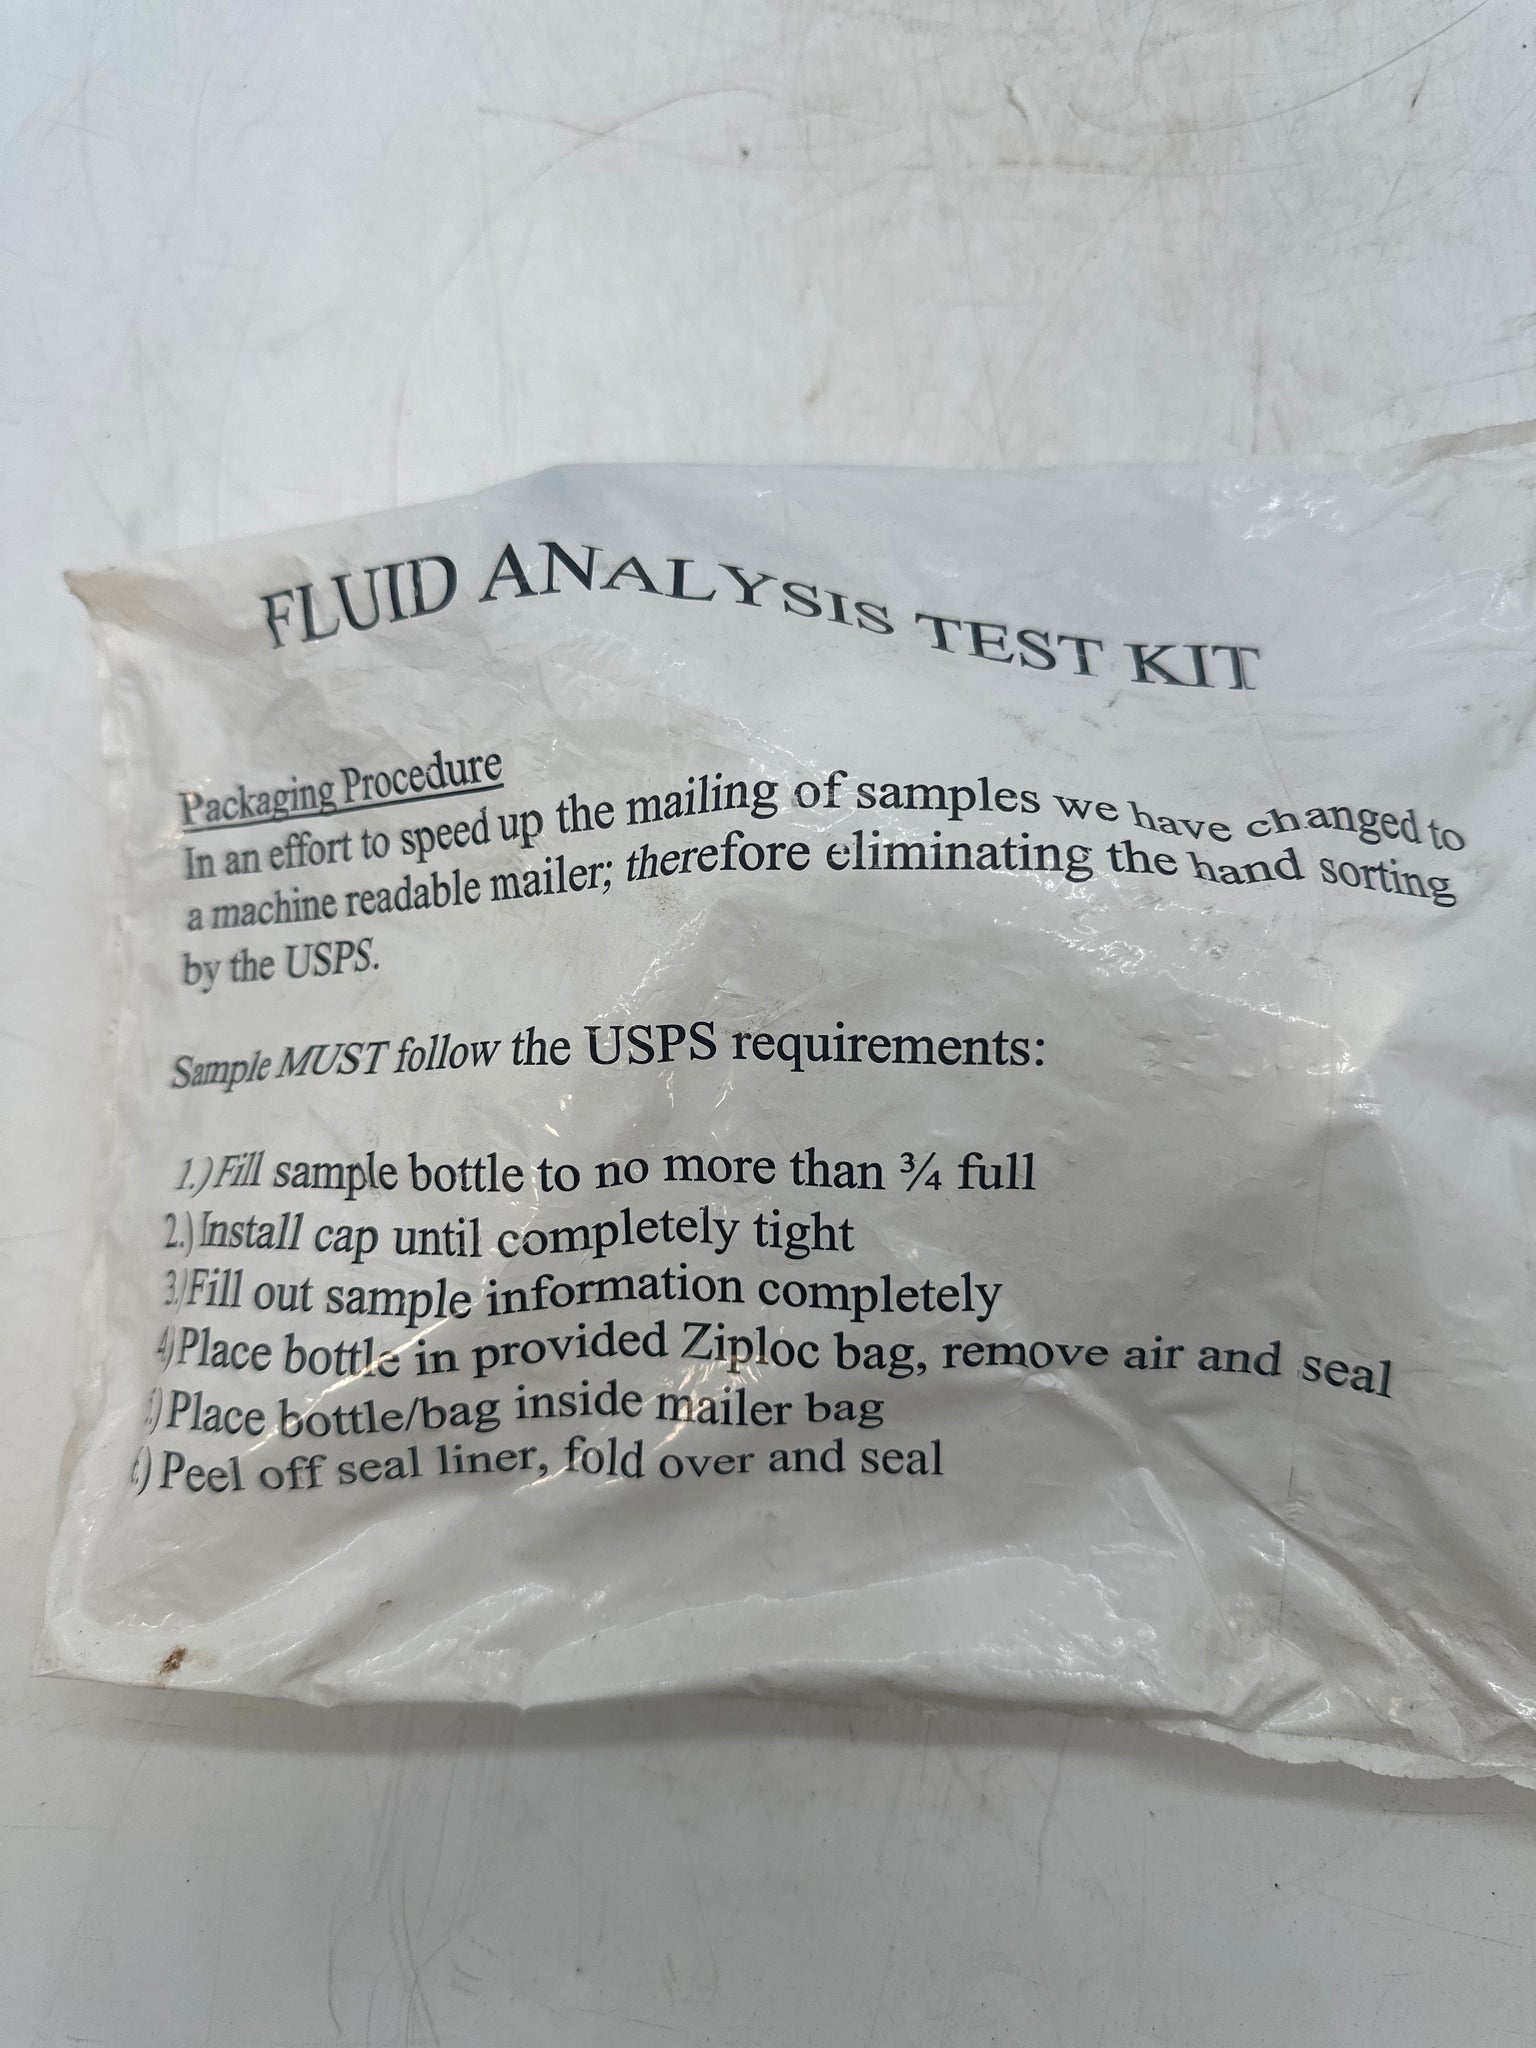 FLUID ANALYSIS TEST KIT
Packaging Procedure
In an effort to speed up the mailing of samples we have changed to
a machine readable mailer; therefore eliminating the hand sorting
by the USPS.
Sample MUST follow the USPS requirements:
1.) Fill sample bottle to no more than ¾ full
2.) Install cap until completely tight
3.) Fill out sample information completely
4.) Place bottle in provided Ziploc bag, remove air and seal
) Place bottle/bag inside mailer bag
) Peel off seal liner, fold over and seal